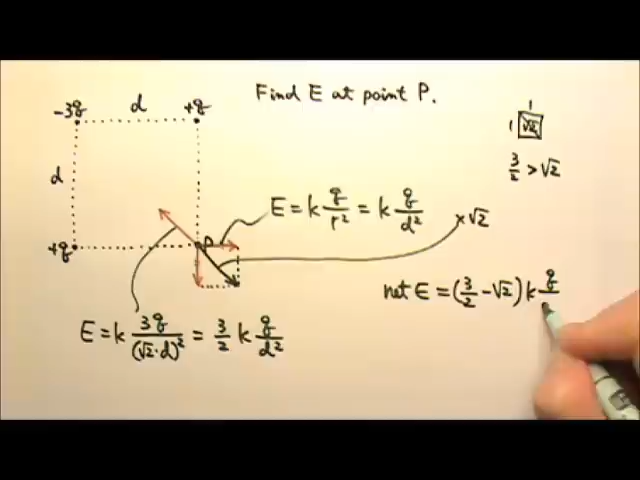 Find E at point P.
-3q d +q
d
+q P
1
1 √2
3/2 > √2
E = k q/r² = k q/d²
×√2
net E = (3/2 - √2) k q/
E = k 3q/(√2·d)² = 3/2 k q/d²